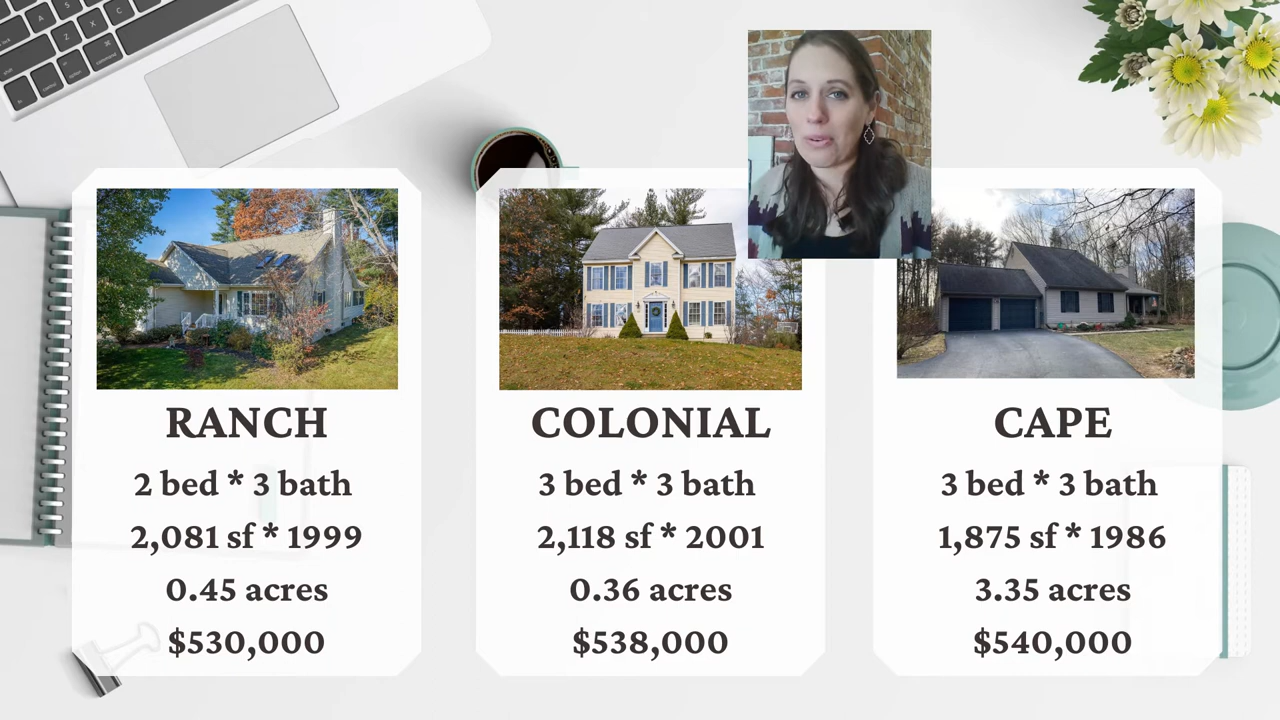 RANCH
2 bed * 3 bath
2,081 sf * 1999
0.45 acres
$530,000
COLONIAL
3 bed * 3 bath
2,118 sf * 2001
0.36 acres
$538,000
CAPE
3 bed * 3 bath
1,875 sf * 1986
3.35 acres
$540,000